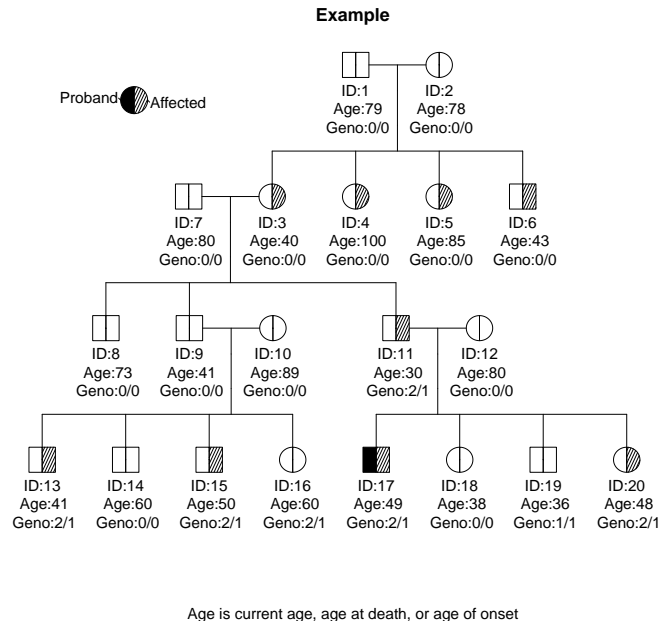 Example
Proband
Affected
ID:1
Age:79
Geno:0/0
ID:2
Age:78
Geno:0/0
ID:7
Age:80
Geno:0/0
ID:3
Age:40
Geno:0/0
ID:4
Age:100
Geno:0/0
ID:5
Age:85
Geno:0/0
ID:6
Age:43
Geno:0/0
ID:8
Age:73
Geno:0/0
ID:9
Age:41
Geno:0/0
ID:10
Age:89
Geno:0/0
ID:11
Age:30
Geno:2/1
ID:12
Age:80
Geno:0/0
ID:13
Age:41
Geno:2/1
ID:14
Age:60
Geno:0/0
ID:15
Age:50
Geno:2/1
ID:16
Age:60
Geno:2/1
ID:17
Age:49
Geno:2/1
ID:18
Age:38
Geno:0/0
ID:19
Age:36
Geno:1/1
ID:20
Age:48
Geno:2/1
Age is current age, age at death, or age of onset